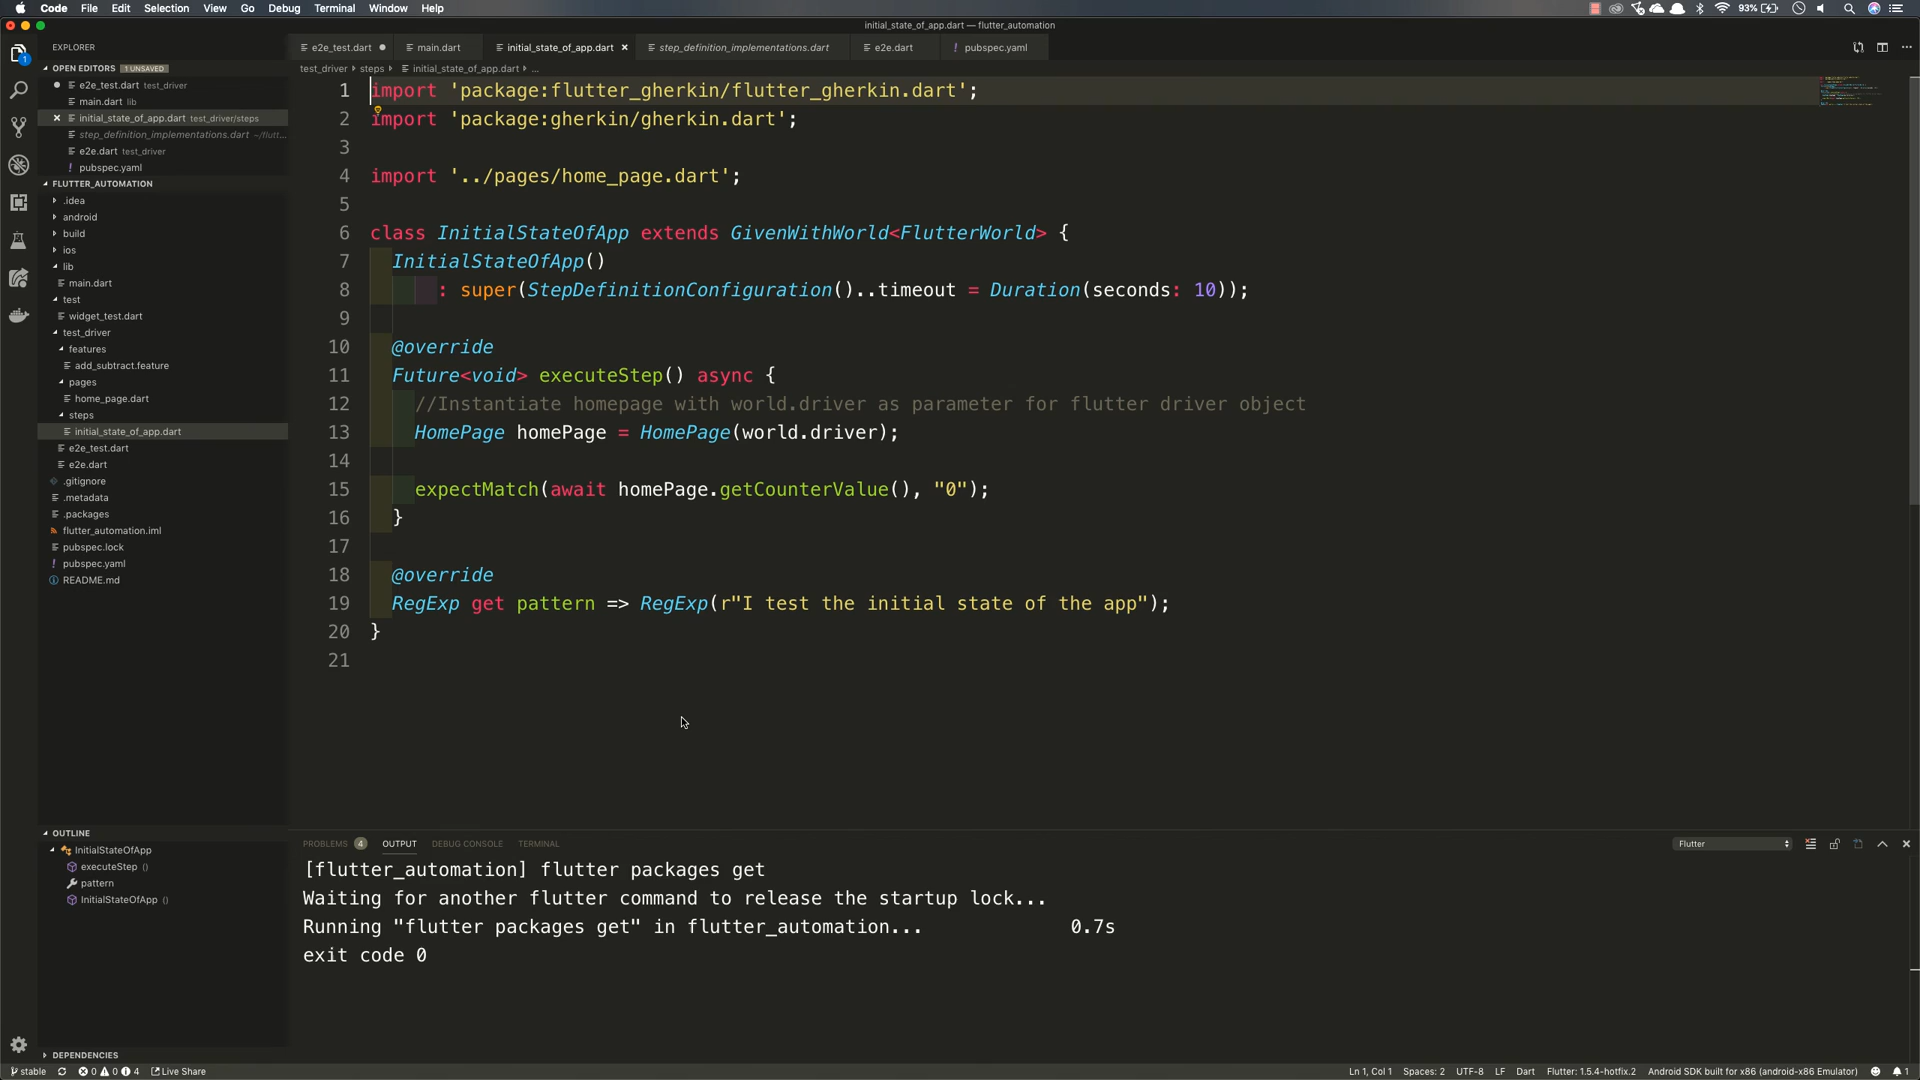 Code File Edit Selection View Go Debug Terminal Window Help
93%
initial_state_of_app.dart — flutter_automation
EXPLORER
OPEN EDITORS 1 UNSAVED
e2e_test.dart test_driver
main.dart lib
initial_state_of_app.dart test_driver/steps
step_definition_implementations.dart ~/flutt...
e2e.dart test_driver
pubspec.yaml
FLUTTER_AUTOMATION
.idea
android
build
ios
lib
main.dart
test
widget_test.dart
test_driver
features
add_subtract.feature
pages
home_page.dart
steps
initial_state_of_app.dart
e2e_test.dart
e2e.dart
.gitignore
.metadata
.packages
flutter_automation.iml
pubspec.lock
pubspec.yaml
README.md
OUTLINE
InitialStateOfApp
executeStep ()
pattern
InitialStateOfApp ()
DEPENDENCIES
e2e_test.dart main.dart initial_state_of_app.dart step_definition_implementations.dart e2e.dart pubspec.yaml
test_driver steps initial_state_of_app.dart ...
1 import 'package:flutter_gherkin/flutter_gherkin.dart';
2 import 'package:gherkin/gherkin.dart';
3
4 import '../pages/home_page.dart';
5
6 class InitialStateOfApp extends GivenWithWorld<FlutterWorld> {
7 InitialStateOfApp()
8 : super(StepDefinitionConfiguration()..timeout = Duration(seconds: 10));
9
10 @override
11 Future<void> executeStep() async {
12 //Instantiate homepage with world.driver as parameter for flutter driver object
13 HomePage homePage = HomePage(world.driver);
14
15 expectMatch(await homePage.getCounterValue(), "0");
16 }
17
18 @override
19 RegExp get pattern => RegExp(r"I test the initial state of the app");
20 }
21
PROBLEMS 4 OUTPUT DEBUG CONSOLE TERMINAL Flutter
[flutter_automation] flutter packages get
Waiting for another flutter command to release the startup lock...
Running "flutter packages get" in flutter_automation... 0.7s
exit code 0
stable 0 0 4 Live Share Ln 1, Col 1 Spaces: 2 UTF-8 LF Dart Flutter: 1.5.4-hotfix.2 Android SDK built for x86 (android-x86 Emulator) 1